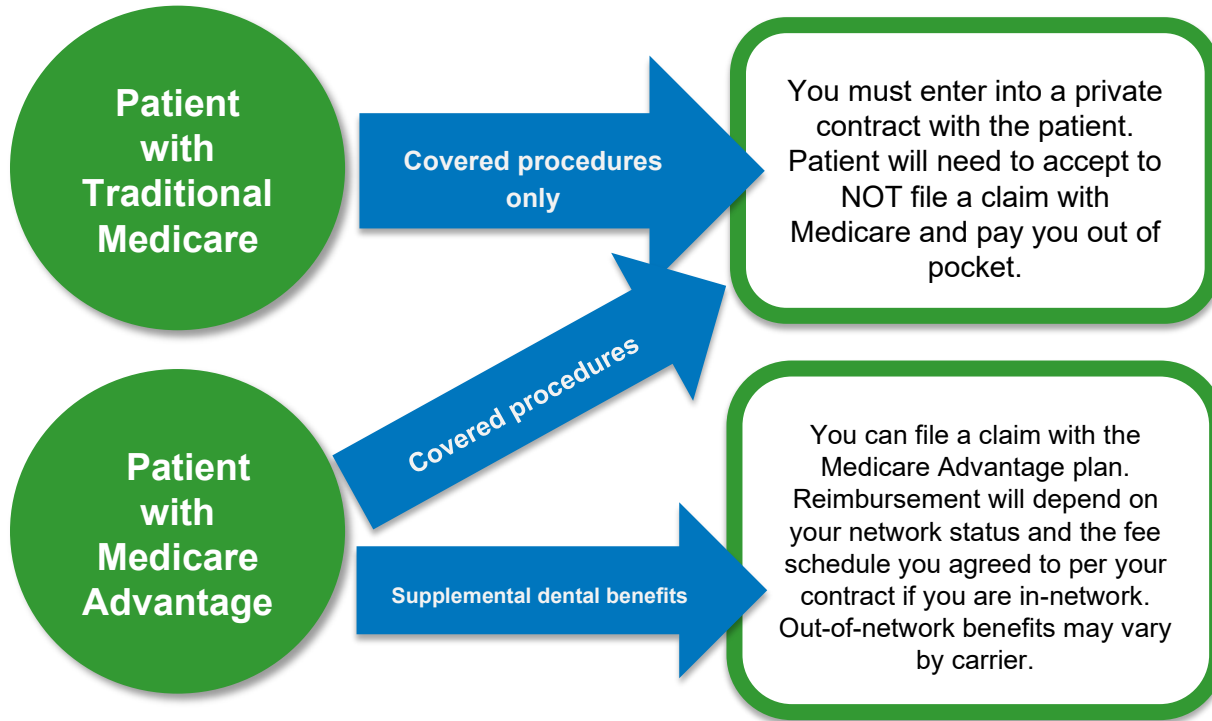 Patient
with
Traditional
Medicare
Covered procedures
only
You must enter into a private
contract with the patient.
Patient will need to accept to
NOT file a claim with
Medicare and pay you out of
pocket.
Patient
with
Medicare
Advantage
Covered procedures
Supplemental dental benefits
You can file a claim with the
Medicare Advantage plan.
Reimbursement will depend on
your network status and the fee
schedule you agreed to per your
contract if you are in-network.
Out-of-network benefits may vary
by carrier.